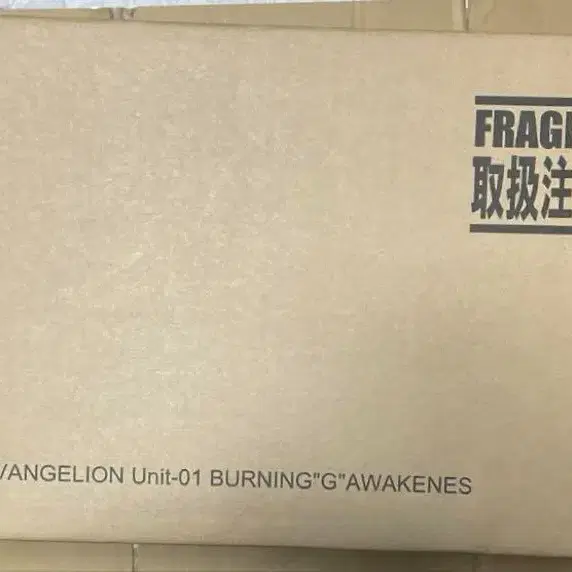 FRAGI
取扱注
VANGELION Unit-01 BURNING"G"AWAKENES